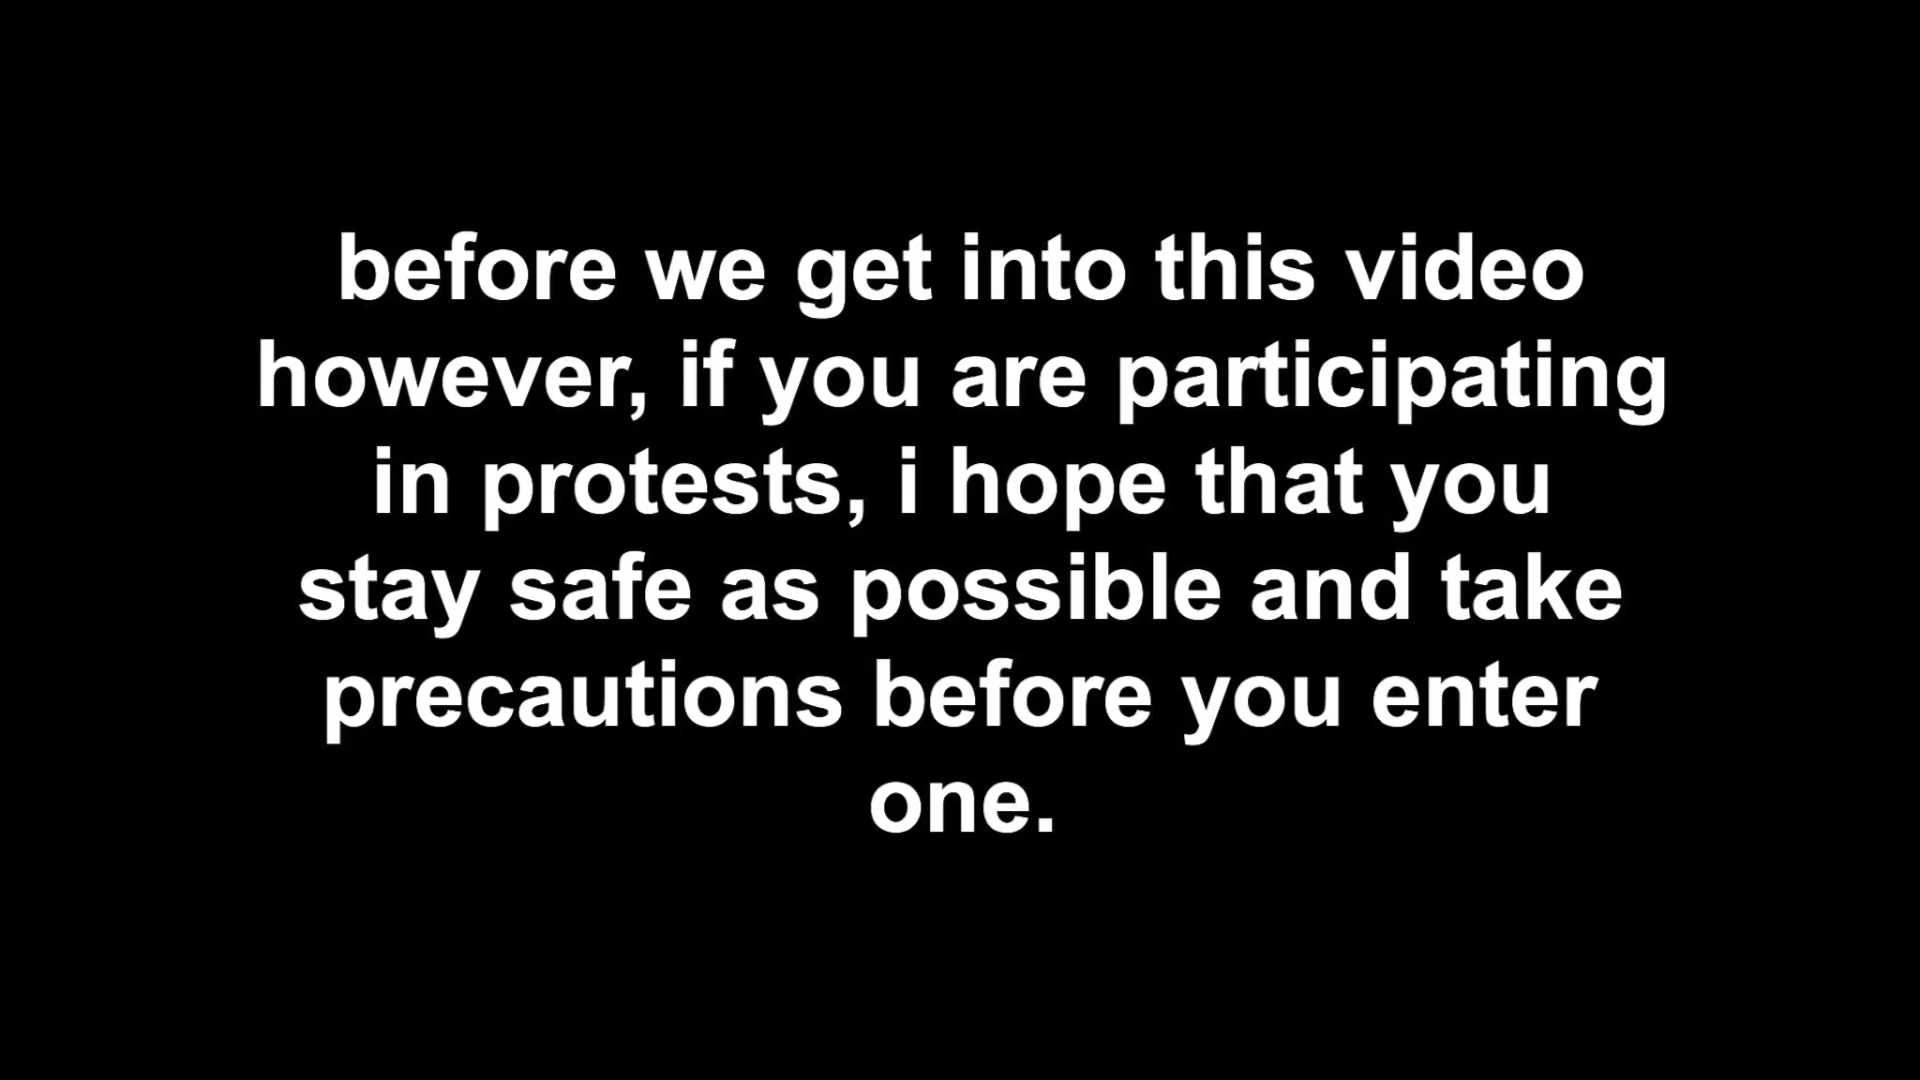 before we get into this video
however, if you are participating
in protests, i hope that you
stay safe as possible and take
precautions before you enter
one.